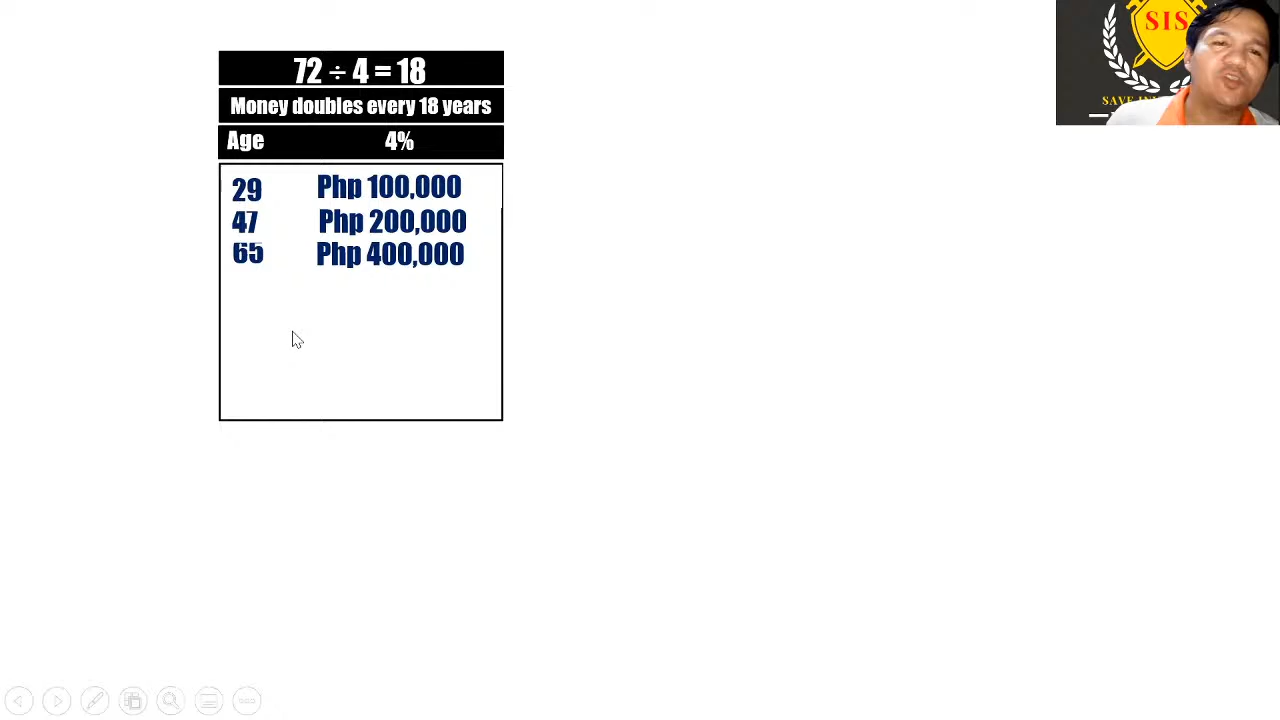 72 ÷ 4 = 18
Money doubles every 18 years
Age 4%
29 Php 100,000
47 Php 200,000
65 Php 400,000
SIS
SAVE